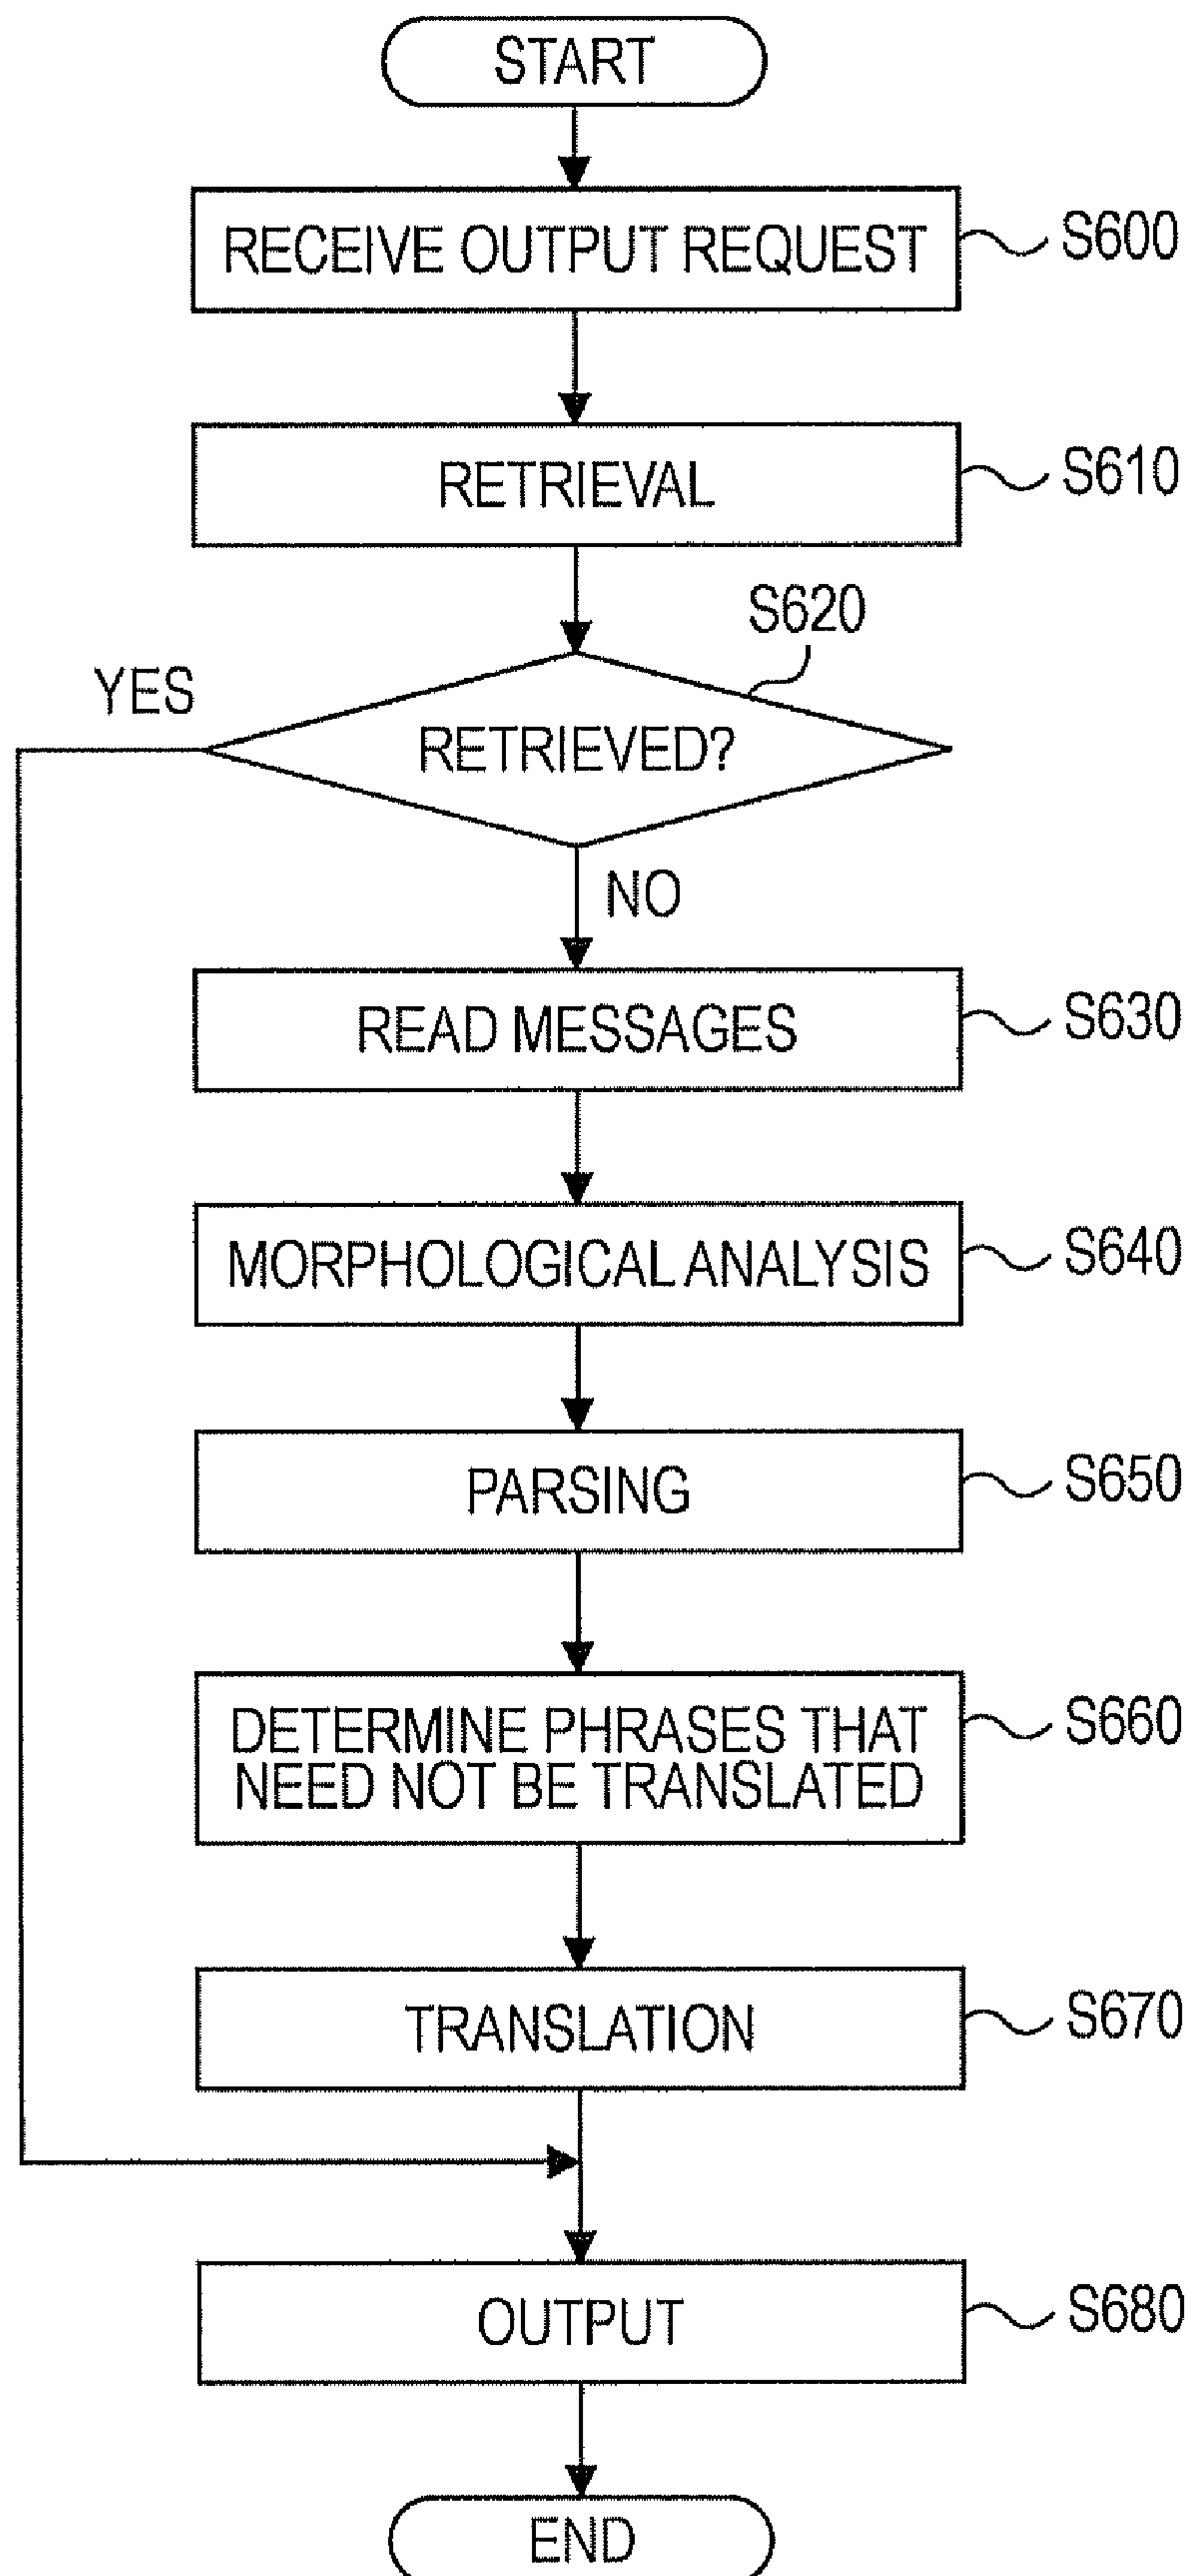 START
RECEIVE OUTPUT REQUEST
S600
RETRIEVAL
S610
S620
YES
RETRIEVED?
NO
READ MESSAGES
S630
MORPHOLOGICAL ANALYSIS
S640
PARSING
S650
DETERMINE PHRASES THAT
NEED NOT BE TRANSLATED
S660
TRANSLATION
S670
OUTPUT
S680
END